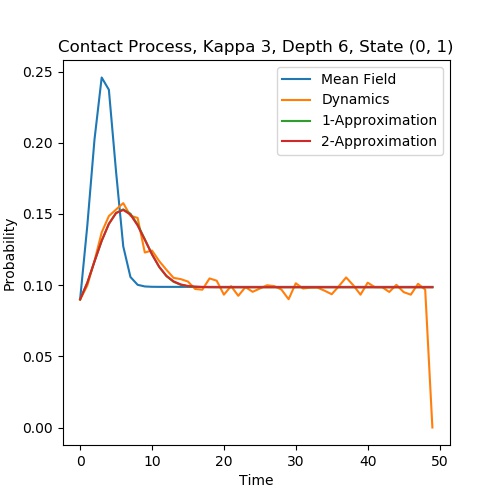 Contact Process, Kappa 3, Depth 6, State (0, 1)
Mean Field
Dynamics
1-Approximation
2-Approximation
Probability
0.25
0.20
0.15
0.10
0.05
0.00
0 10 20 30 40 50
Time